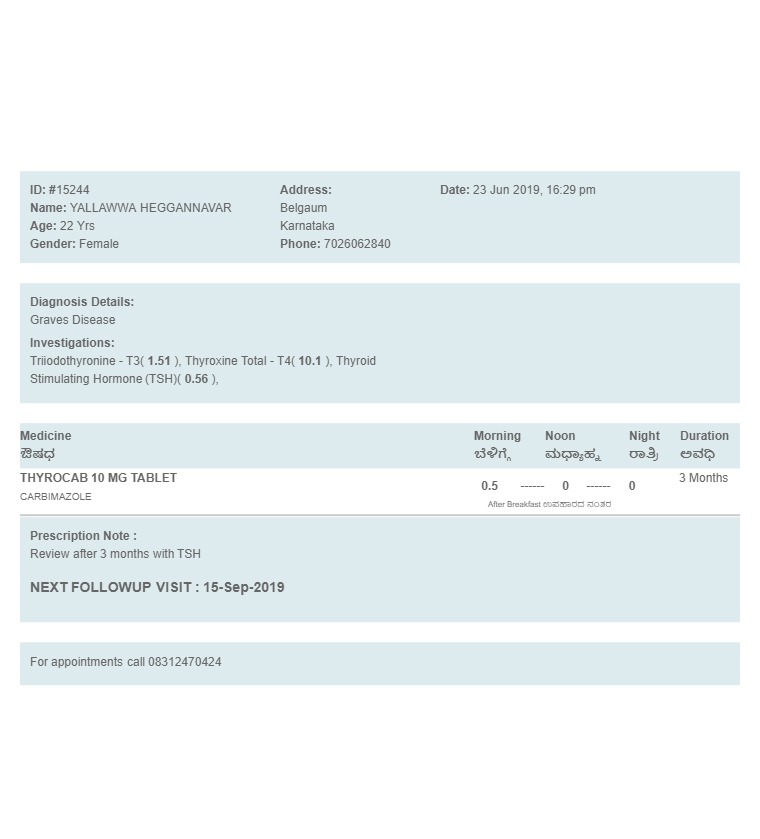 ID: #15244 Address: Date: 23 Jun 2019, 16:29 pm
Name: YALLAWWA HEGGANNAVAR Belgaum
Age: 22 Yrs Karnataka
Gender: Female Phone: 7026062840
Diagnosis Details:
Graves Disease
Investigations:
Triiodothyronine - T3( 1.51 ), Thyroxine Total - T4( 10.1 ), Thyroid
Stimulating Hormone (TSH)( 0.56 ),
Medicine Morning Noon Night Duration
ಔಷಧ ಬೆಳಿಗ್ಗೆ ಮಧ್ಯಾಹ್ನ ರಾತ್ರಿ ಅವಧಿ
THYROCAB 10 MG TABLET 3 Months
CARBIMAZOLE 0.5 ------ 0 ------ 0
After Breakfast ಉಪಹಾರದ ನಂತರ
Prescription Note :
Review after 3 months with TSH
NEXT FOLLOWUP VISIT : 15-Sep-2019
For appointments call 08312470424